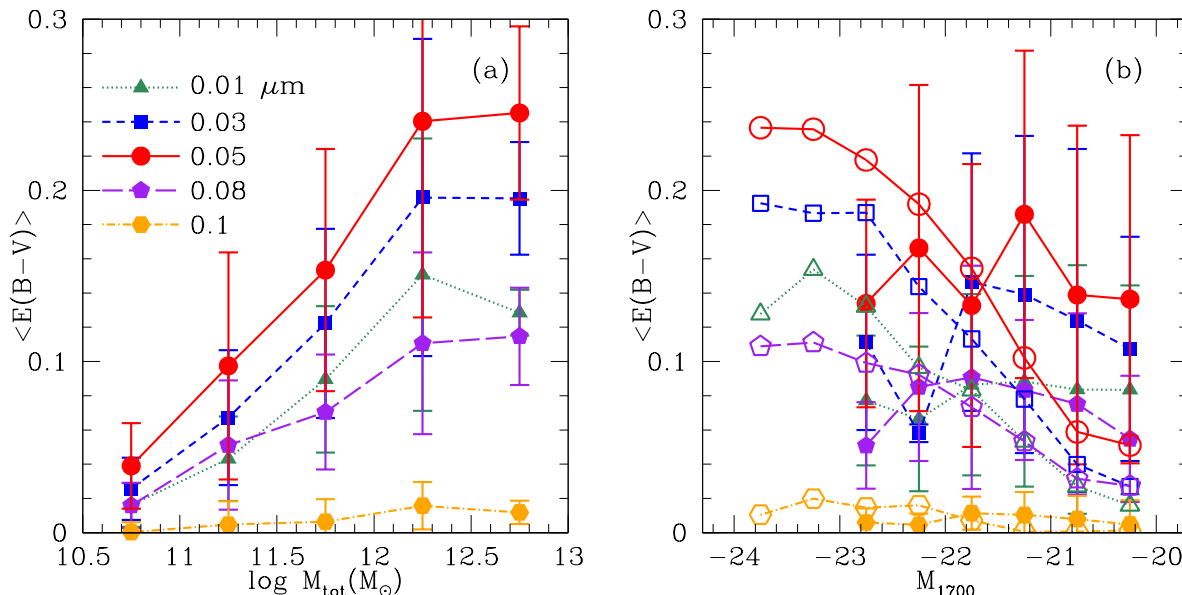 0.3
0.2
0.1
0
<E(B−V)>
(a)
0.01 μm
0.03
0.05
0.08
0.1
10.5 11 11.5 12 12.5 13
log M_tot(M_☉)
0.3
0.2
0.1
0
<E(B−V)>
(b)
−24 −23 −22 −21 −20
M_1700